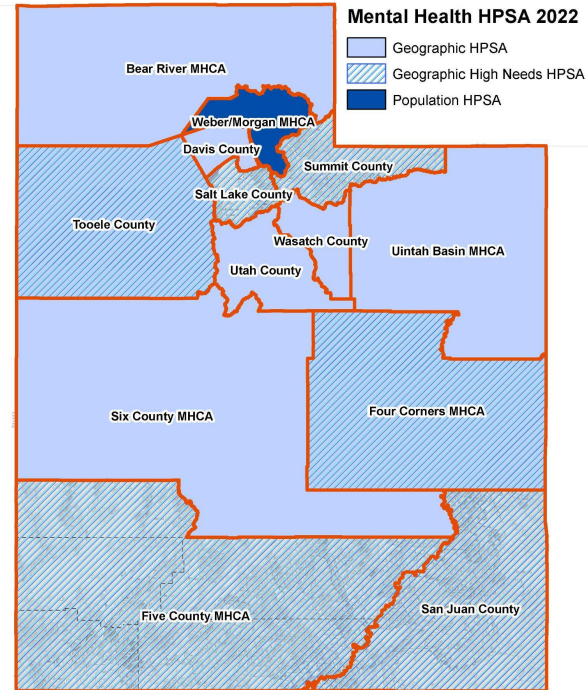 Mental Health HPSA 2022
Geographic HPSA
Geographic High Needs HPSA
Population HPSA
Bear River MHCA
Weber/Morgan MHCA
Davis County
Summit County
Salt Lake County
Tooele County
Wasatch County
Uintah Basin MHCA
Utah County
Six County MHCA
Four Corners MHCA
Five County MHCA
San Juan County